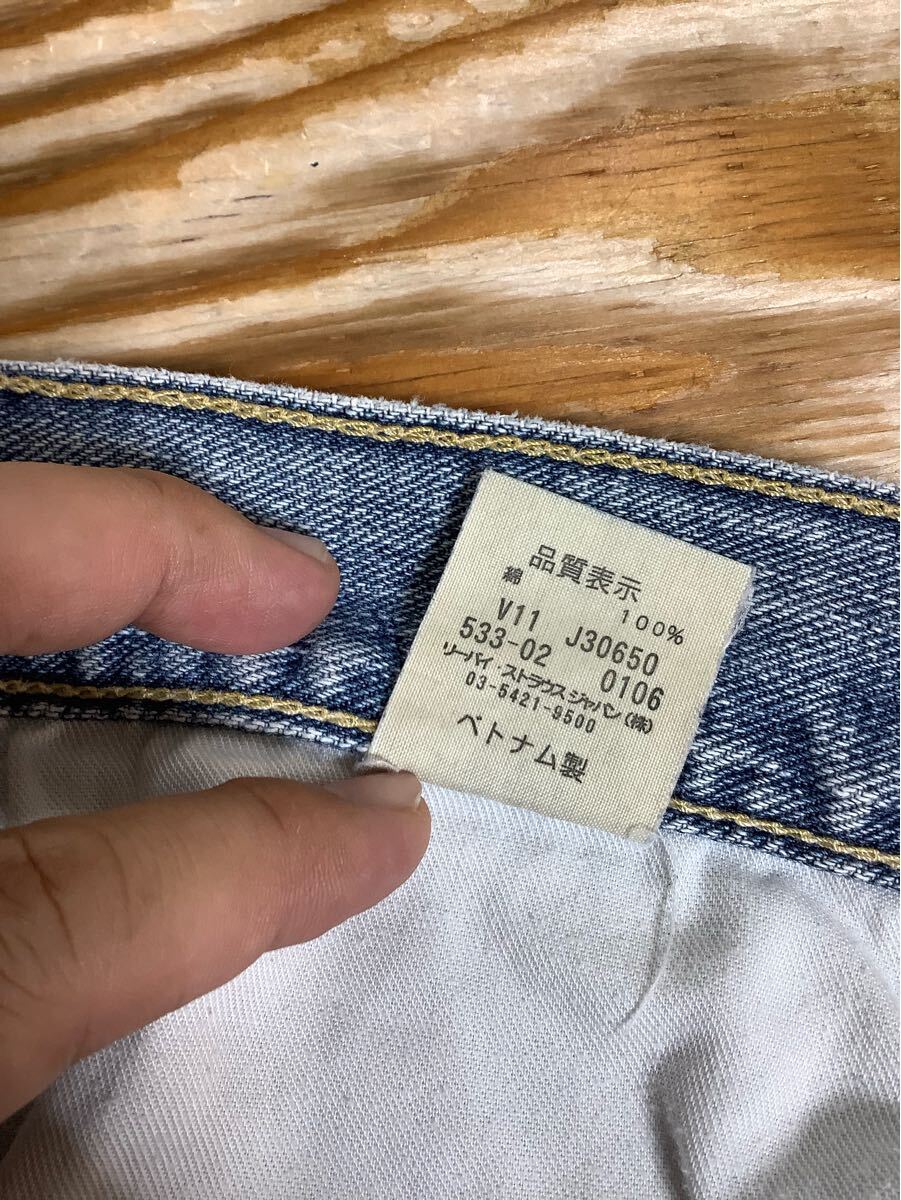 品質表示
綿 100%
V11 J30650
533-02 0106
リーバイ・ストラウス ジャパン(株)
03-5421-9500
ベトナム製